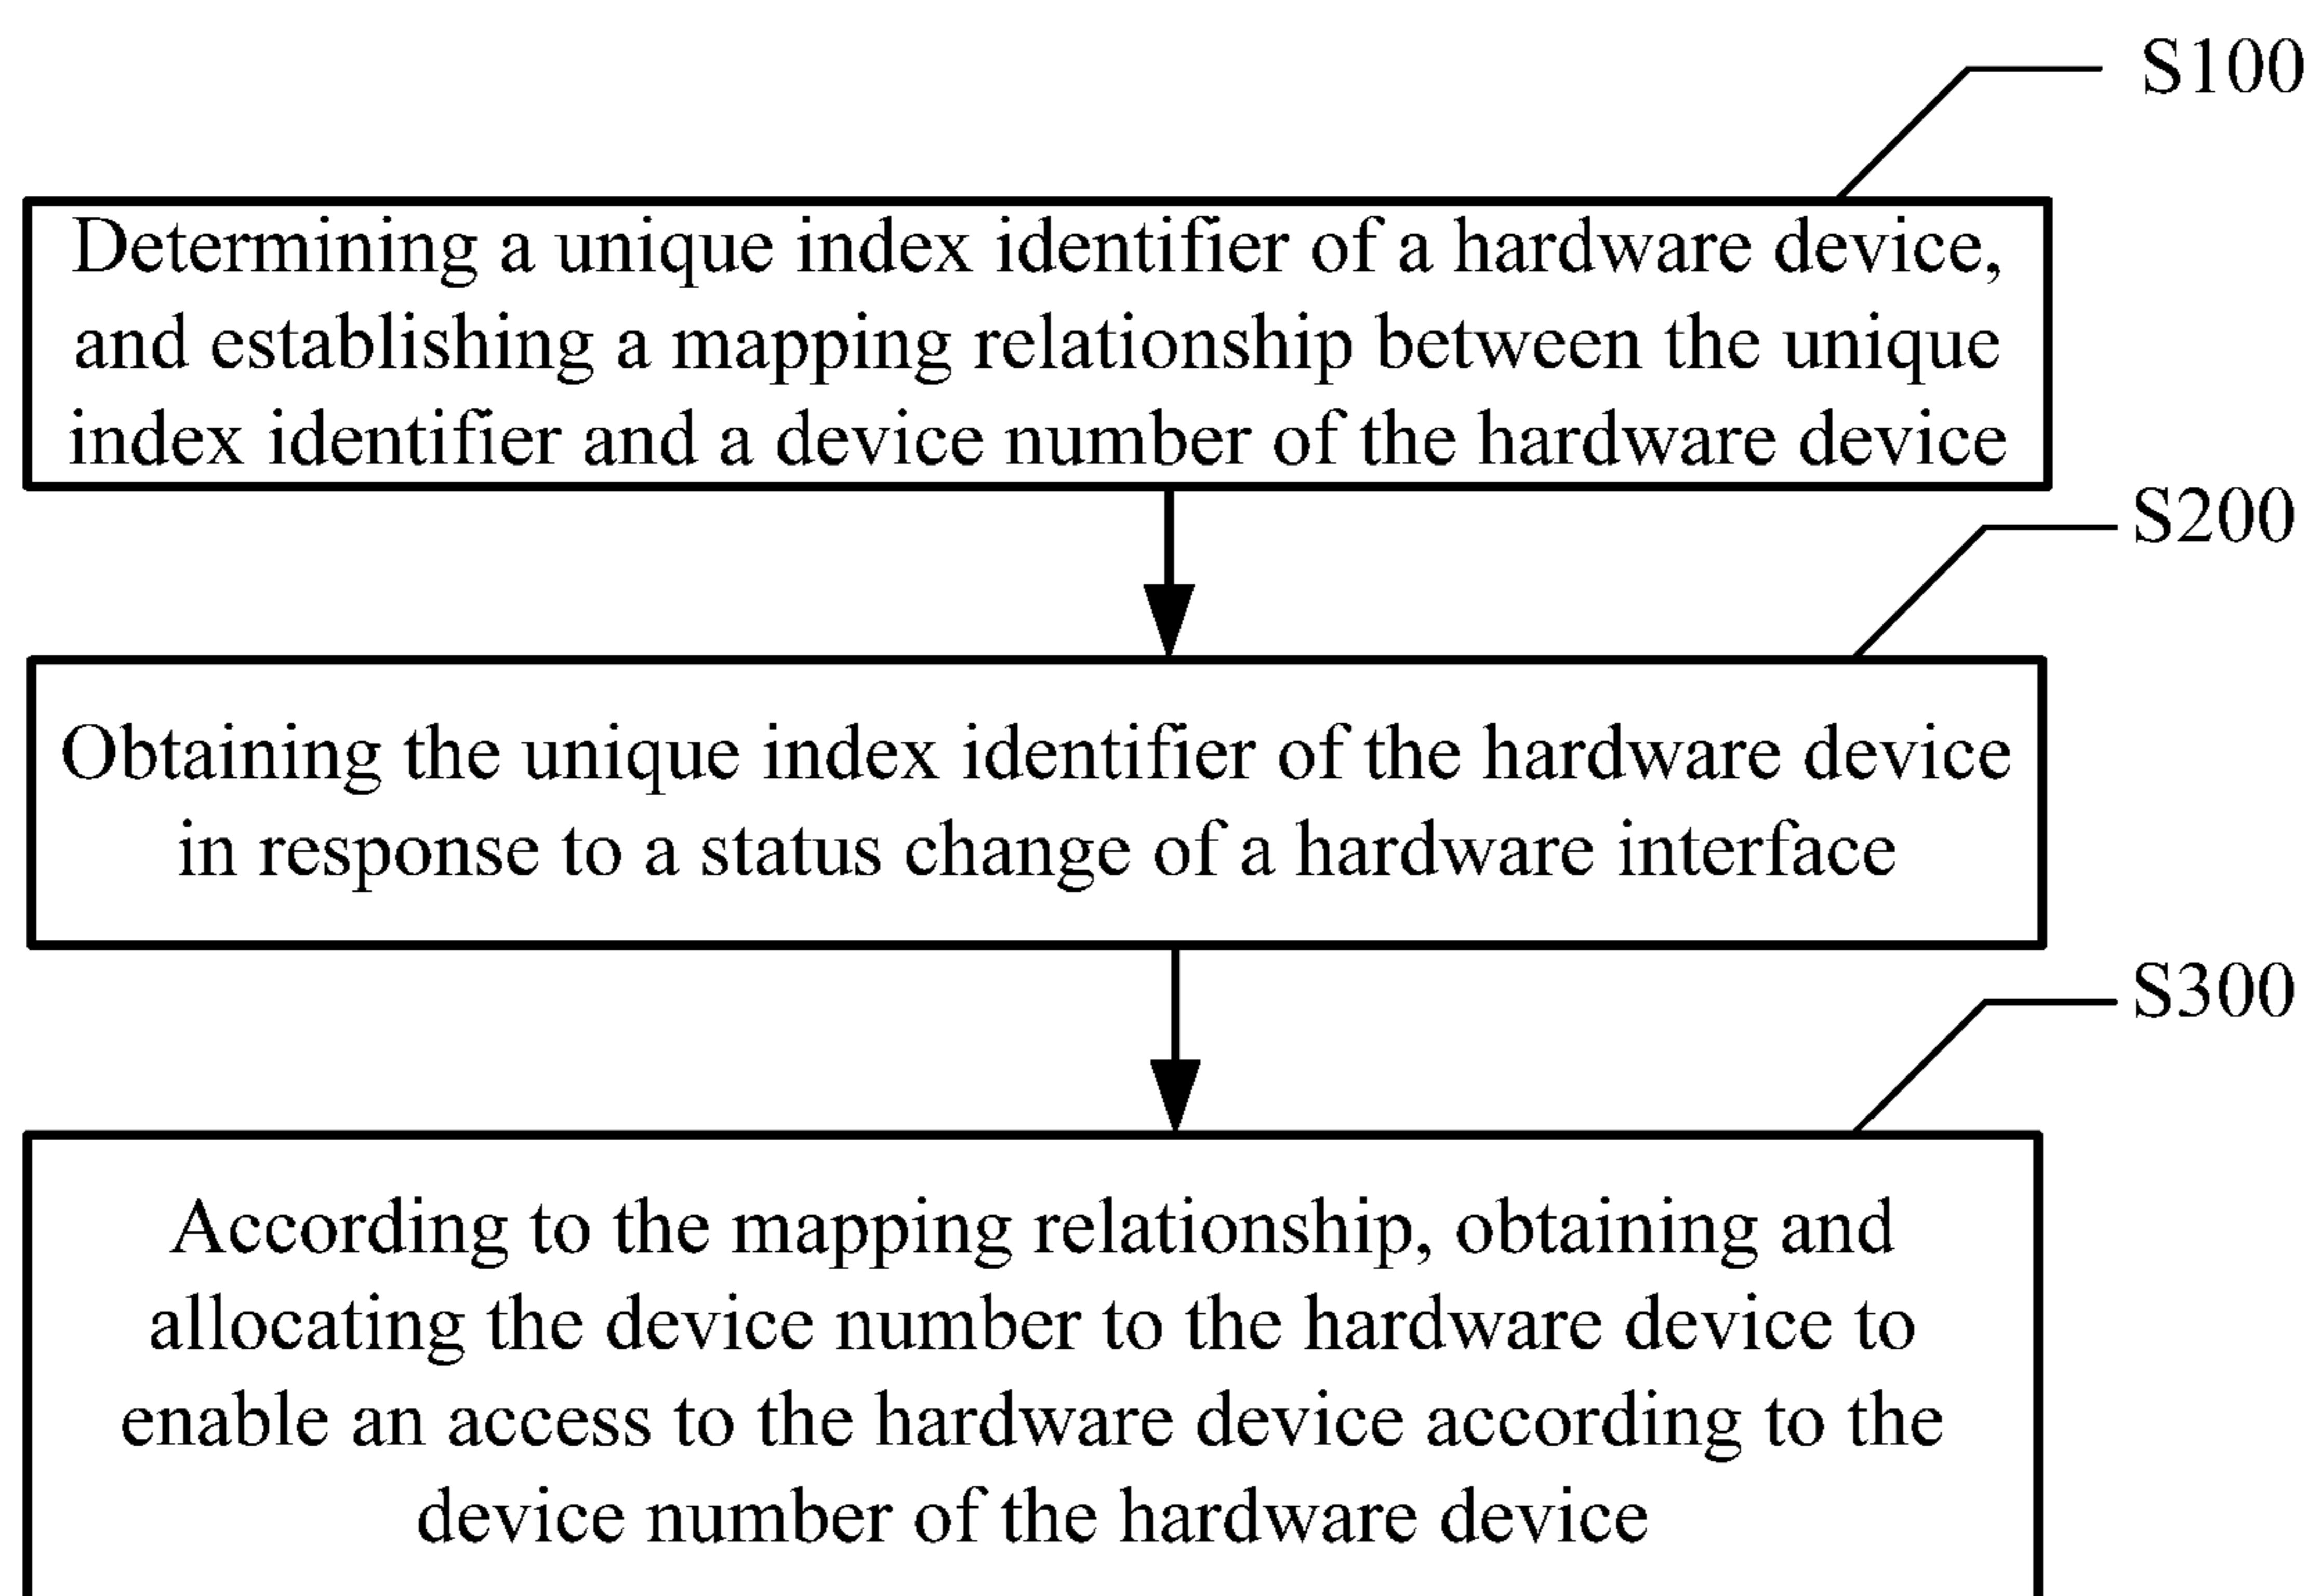 S100
Determining a unique index identifier of a hardware device,
and establishing a mapping relationship between the unique
index identifier and a device number of the hardware device
S200
Obtaining the unique index identifier of the hardware device
in response to a status change of a hardware interface
S300
According to the mapping relationship, obtaining and
allocating the device number to the hardware device to
enable an access to the hardware device according to the
device number of the hardware device